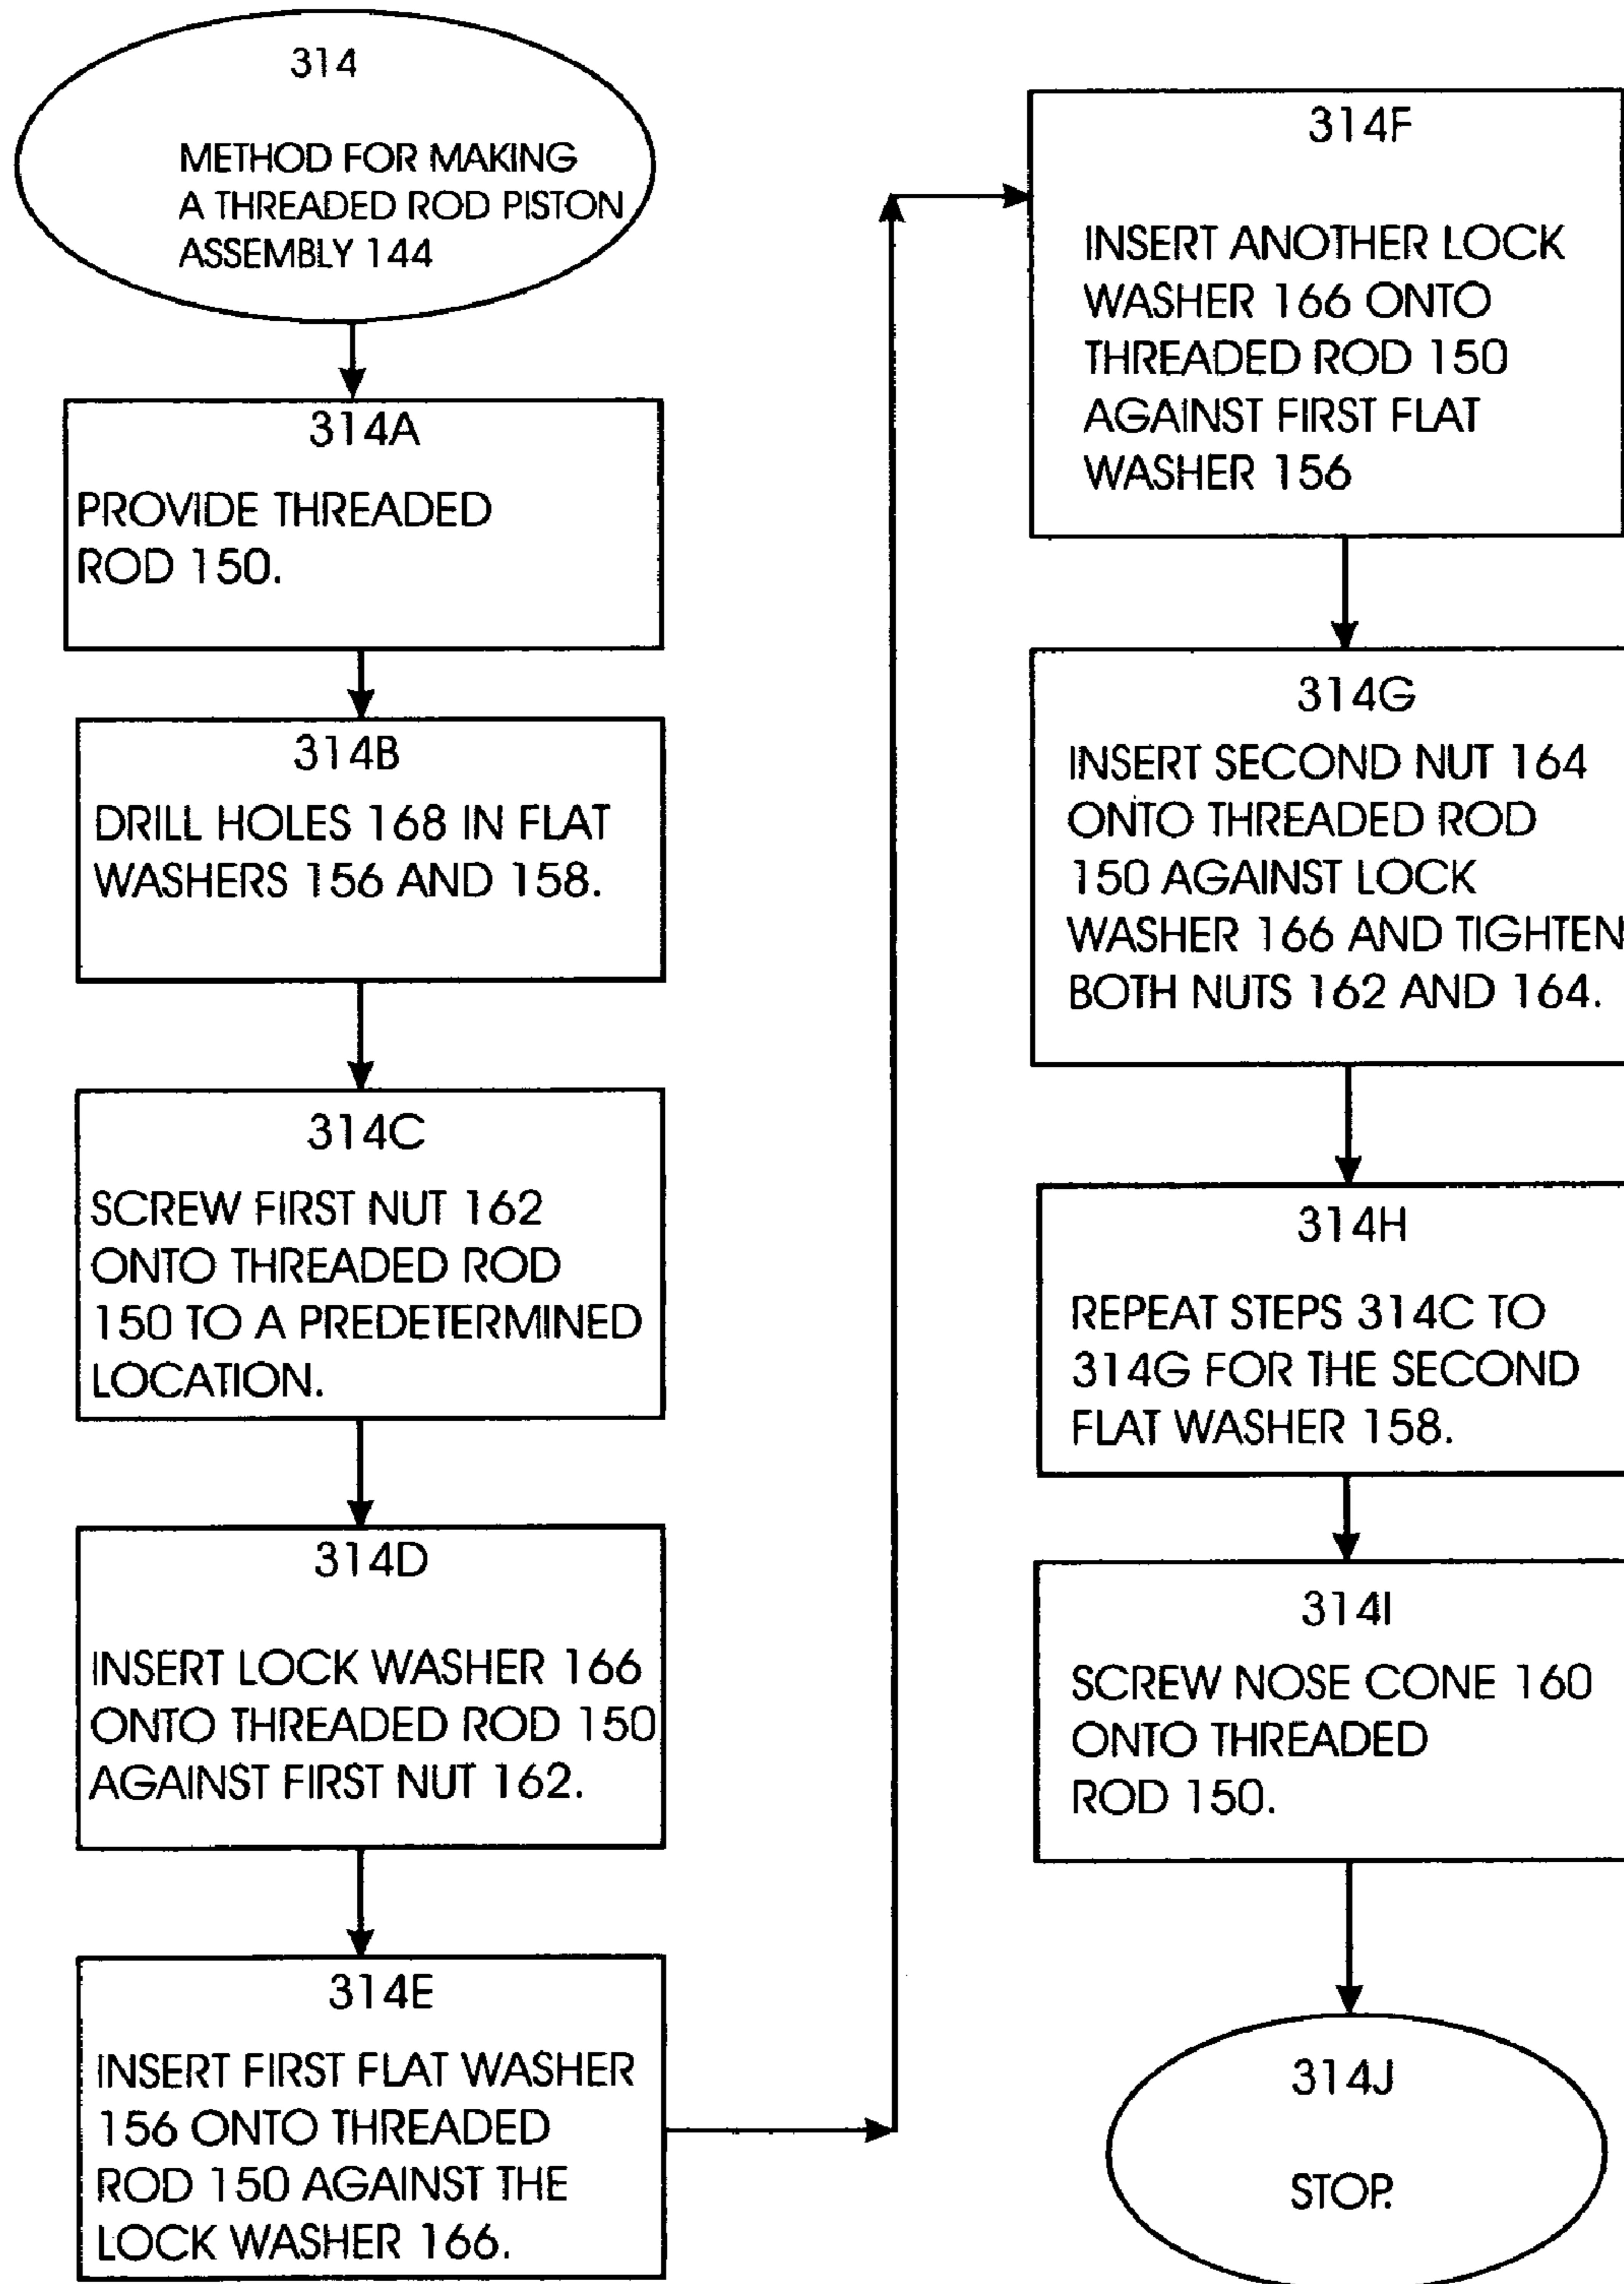 314
METHOD FOR MAKING
A THREADED ROD PISTON
ASSEMBLY 144
314A
PROVIDE THREADED
ROD 150.
314B
DRILL HOLES 168 IN FLAT
WASHERS 156 AND 158.
314C
SCREW FIRST NUT 162
ONTO THREADED ROD
150 TO A PREDETERMINED
LOCATION.
314D
INSERT LOCK WASHER 166
ONTO THREADED ROD 150
AGAINST FIRST NUT 162.
314E
INSERT FIRST FLAT WASHER
156 ONTO THREADED
ROD 150 AGAINST THE
LOCK WASHER 166.
314F
INSERT ANOTHER LOCK
WASHER 166 ONTO
THREADED ROD 150
AGAINST FIRST FLAT
WASHER 156
314G
INSERT SECOND NUT 164
ONTO THREADED ROD
150 AGAINST LOCK
WASHER 166 AND TIGHTEN
BOTH NUTS 162 AND 164.
314H
REPEAT STEPS 314C TO
314G FOR THE SECOND
FLAT WASHER 158.
314I
SCREW NOSE CONE 160
ONTO THREADED
ROD 150.
314J
STOP.